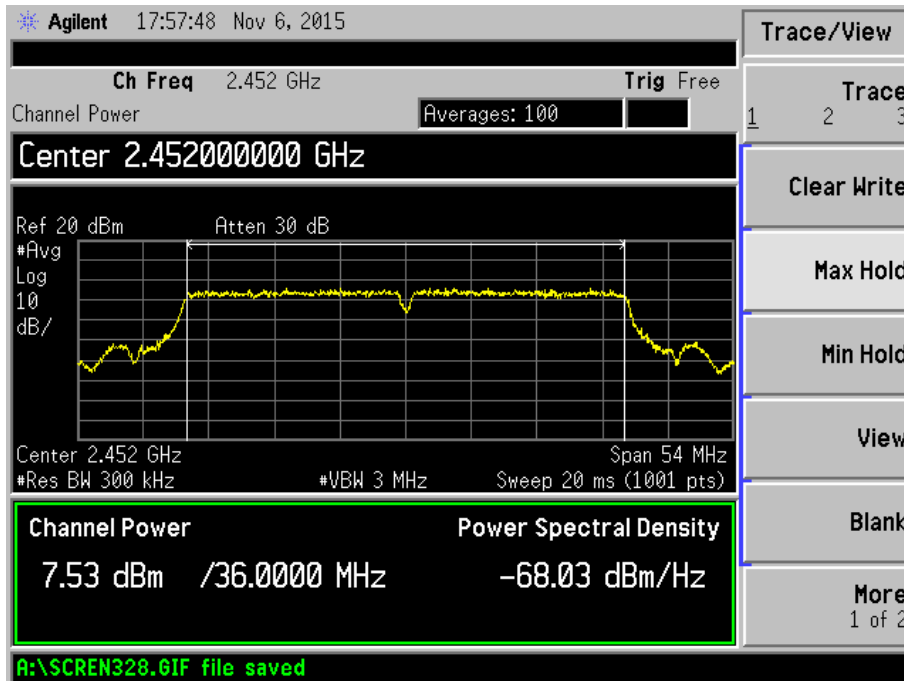 Agilent 17:57:48 Nov 6, 2015
Trace/View
Ch Freq 2.452 GHz Trig Free
Channel Power Averages: 100
Center 2.452000000 GHz
Ref 20 dBm Atten 30 dB
#Avg
Log
10
dB/
Center 2.452 GHz Span 54 MHz
#Res BW 300 kHz #VBW 3 MHz Sweep 20 ms (1001 pts)
Channel Power Power Spectral Density
7.53 dBm /36.0000 MHz -68.03 dBm/Hz
A:\SCREN328.GIF file saved
Trace
1 2 3
Clear Write
Max Hold
Min Hold
View
Blank
More
1 of 2